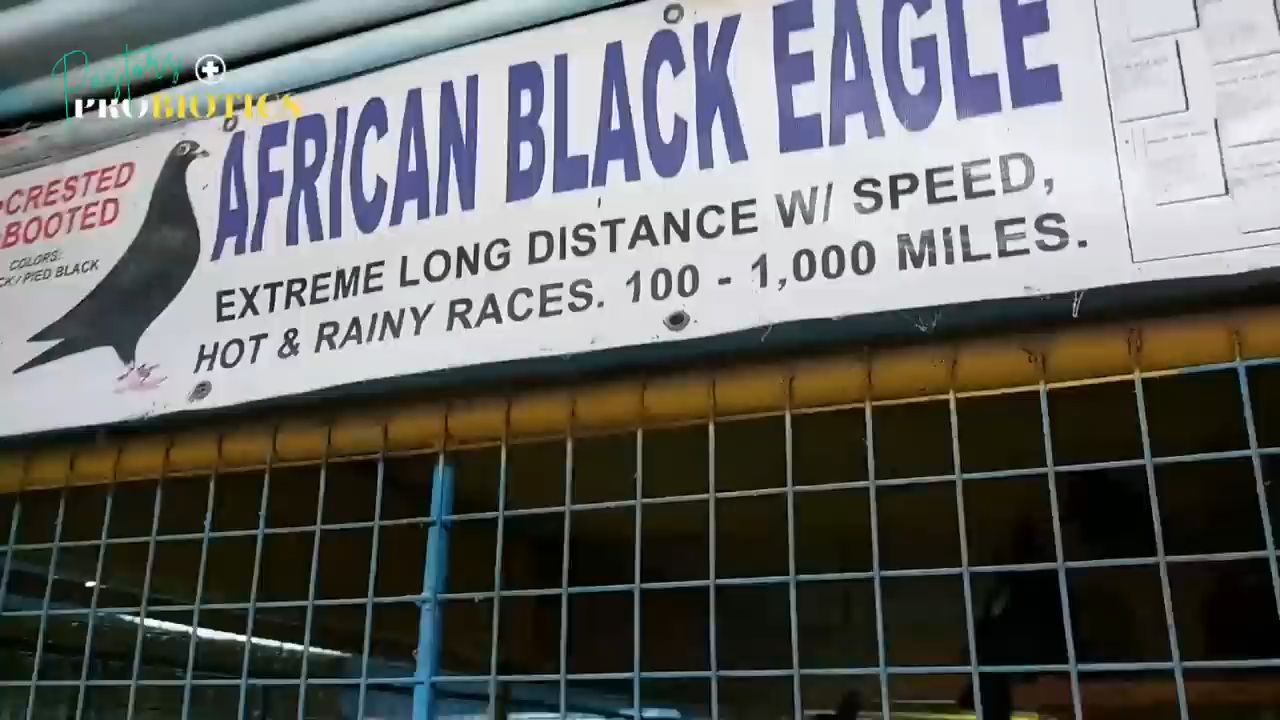 Pastors
PROBIOTICS
CRESTED
BOOTED
COLORS:
/ PIED BLACK
AFRICAN BLACK EAGLE
EXTREME LONG DISTANCE W/ SPEED,
HOT & RAINY RACES. 100 - 1,000 MILES.